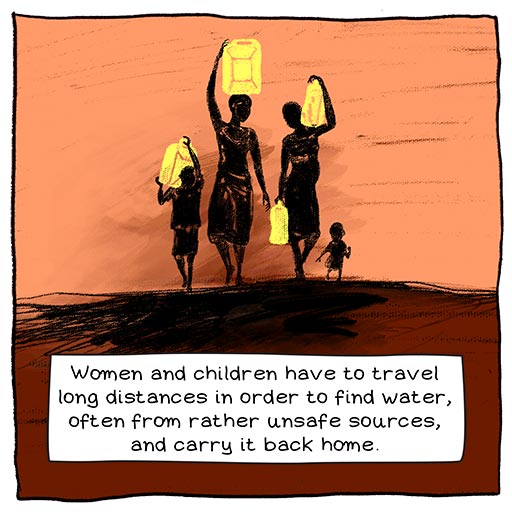 Women and children have to travel
long distances in order to find water,
often from rather unsafe sources,
and carry it back home.